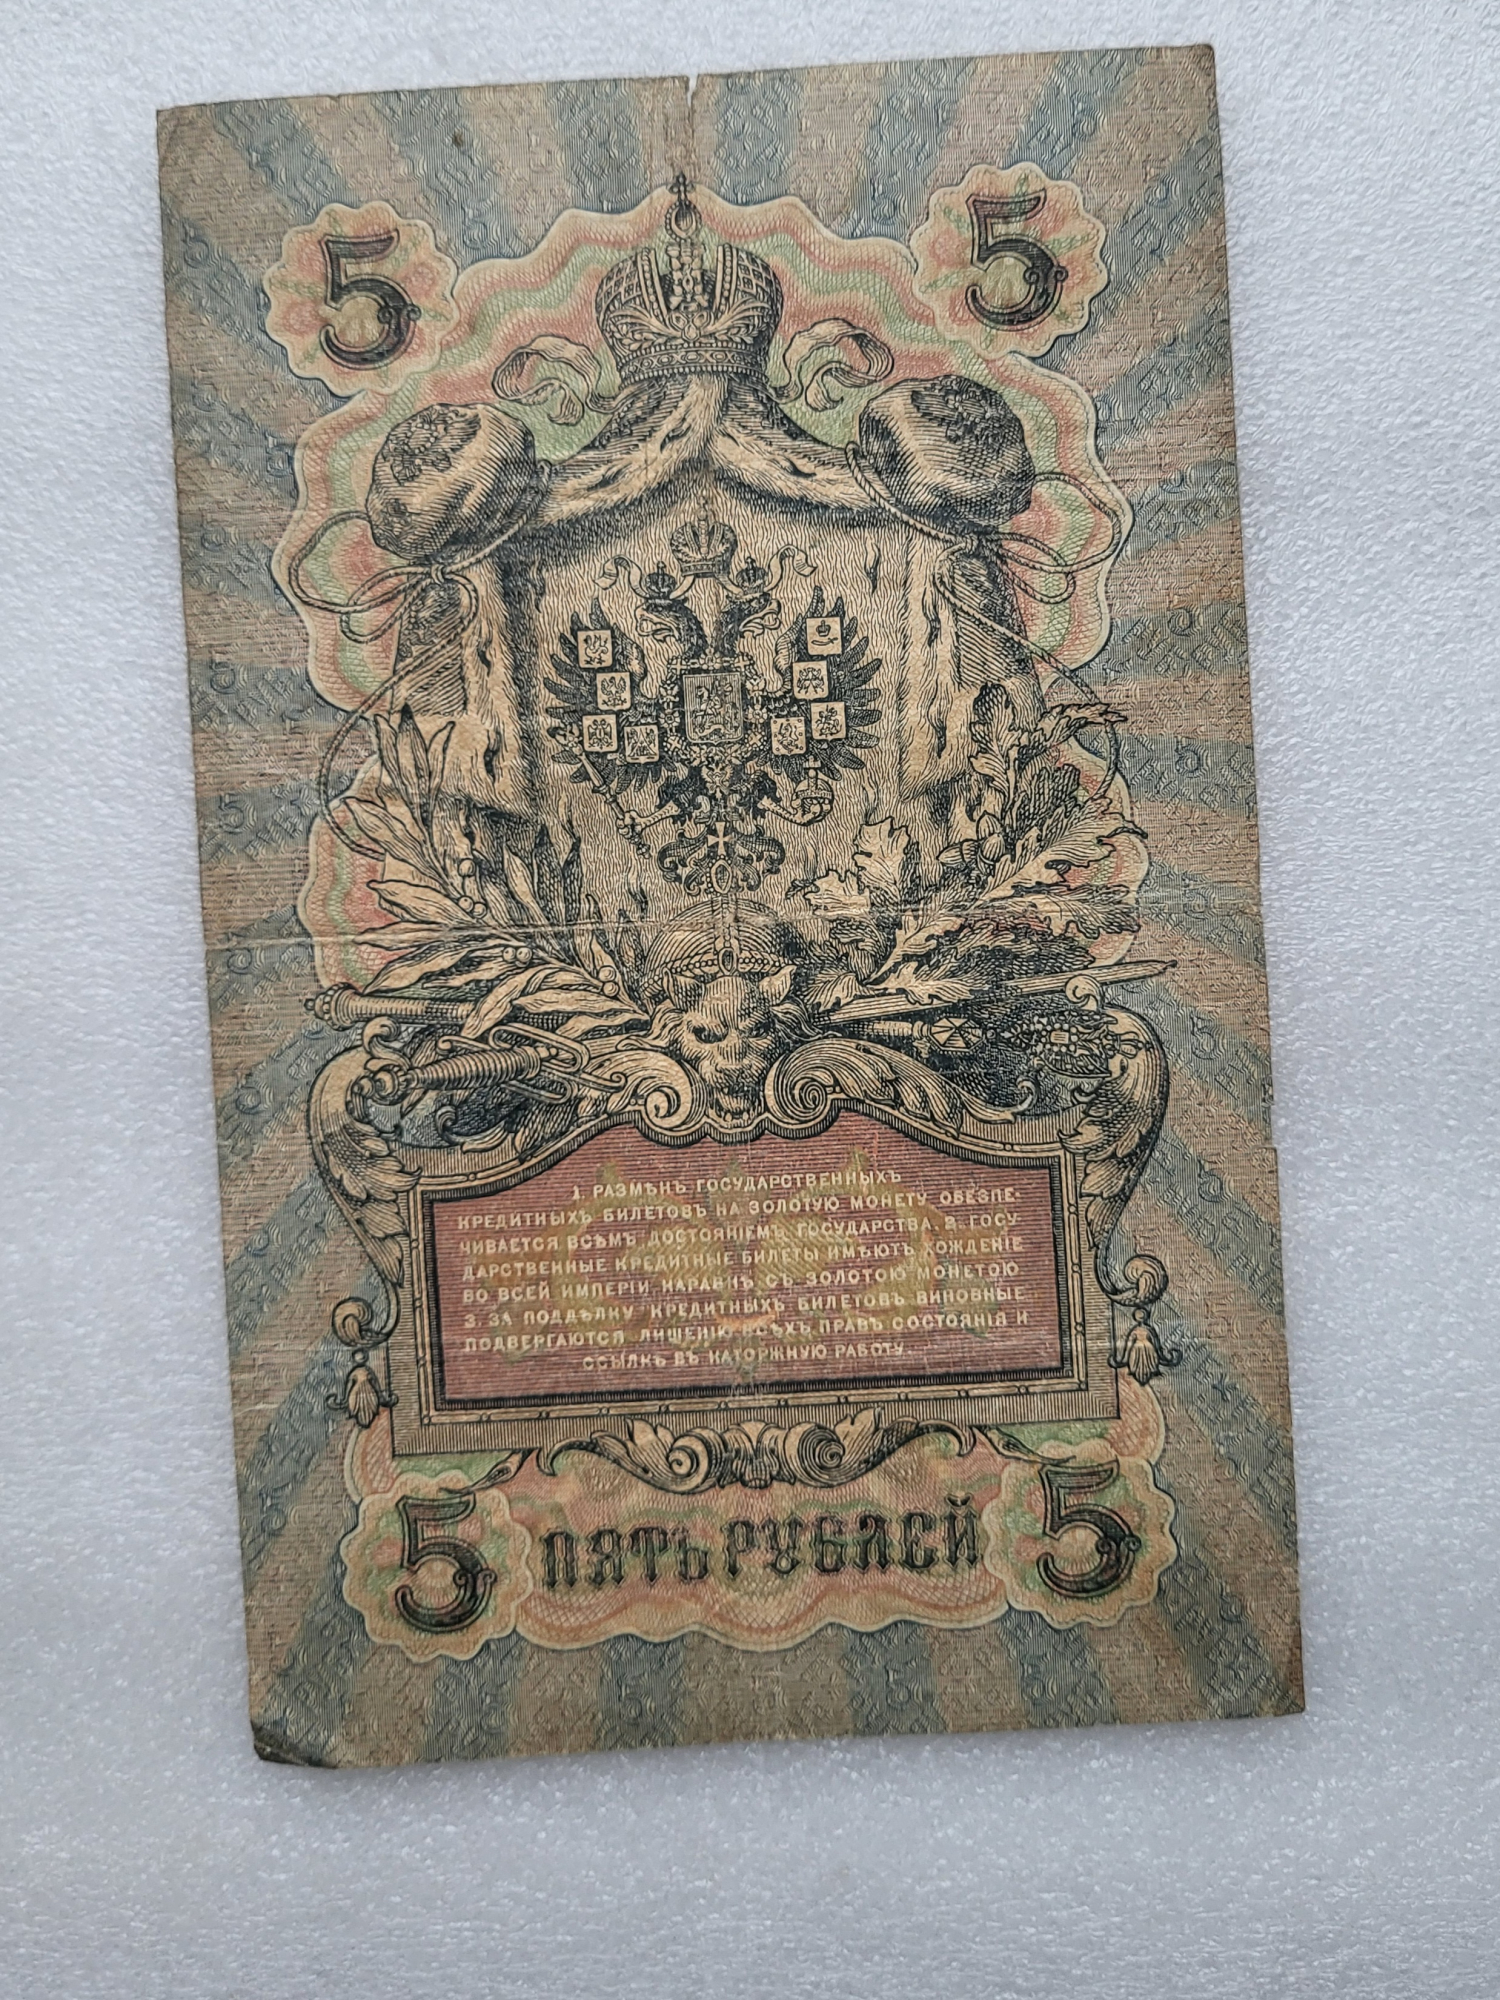 5 5
1. РАЗМѢНЪ ГОСУДАРСТВЕННЫХЪ
КРЕДИТНЫХЪ БИЛЕТОВЪ НА ЗОЛОТУЮ МОНЕТУ ОБЕЗПЕ-
ЧИВАЕТСЯ ВСѢМЪ ДОСТОЯНІЕМЪ ГОСУДАРСТВА. 2. ГОСУ-
ДАРСТВЕННЫЕ КРЕДИТНЫЕ БИЛЕТЫ ИМѢЮТЪ ХОЖДЕНІЕ
ВО ВСЕЙ ИМПЕРІИ НАРАВНѢ СЪ ЗОЛОТОЮ МОНЕТОЮ
3. ЗА ПОДДѢЛКУ КРЕДИТНЫХЪ БИЛЕТОВЪ ВИНОВНЫЕ
ПОДВЕРГАЮТСЯ ЛИШЕНІЮ ВСѢХЪ ПРАВЪ СОСТОЯНІЯ И
ССЫЛКѢ ВЪ КАТОРЖНУЮ РАБОТУ.
5 ПЯТЬ РУБЛЕЙ 5